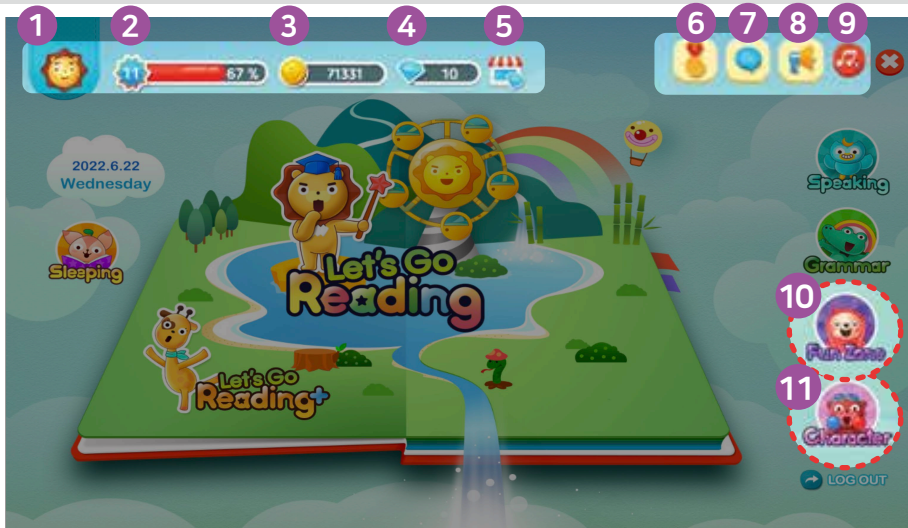 1
2
3
4
5
6
7
8
9
11
67 %
71331
10
2022.6.22
Wednesday
Sleeping
Let's Go
Reading
Let's Go
Reading+
Speaking
Grammar
10
Fun Zone
11
Character
LOG OUT